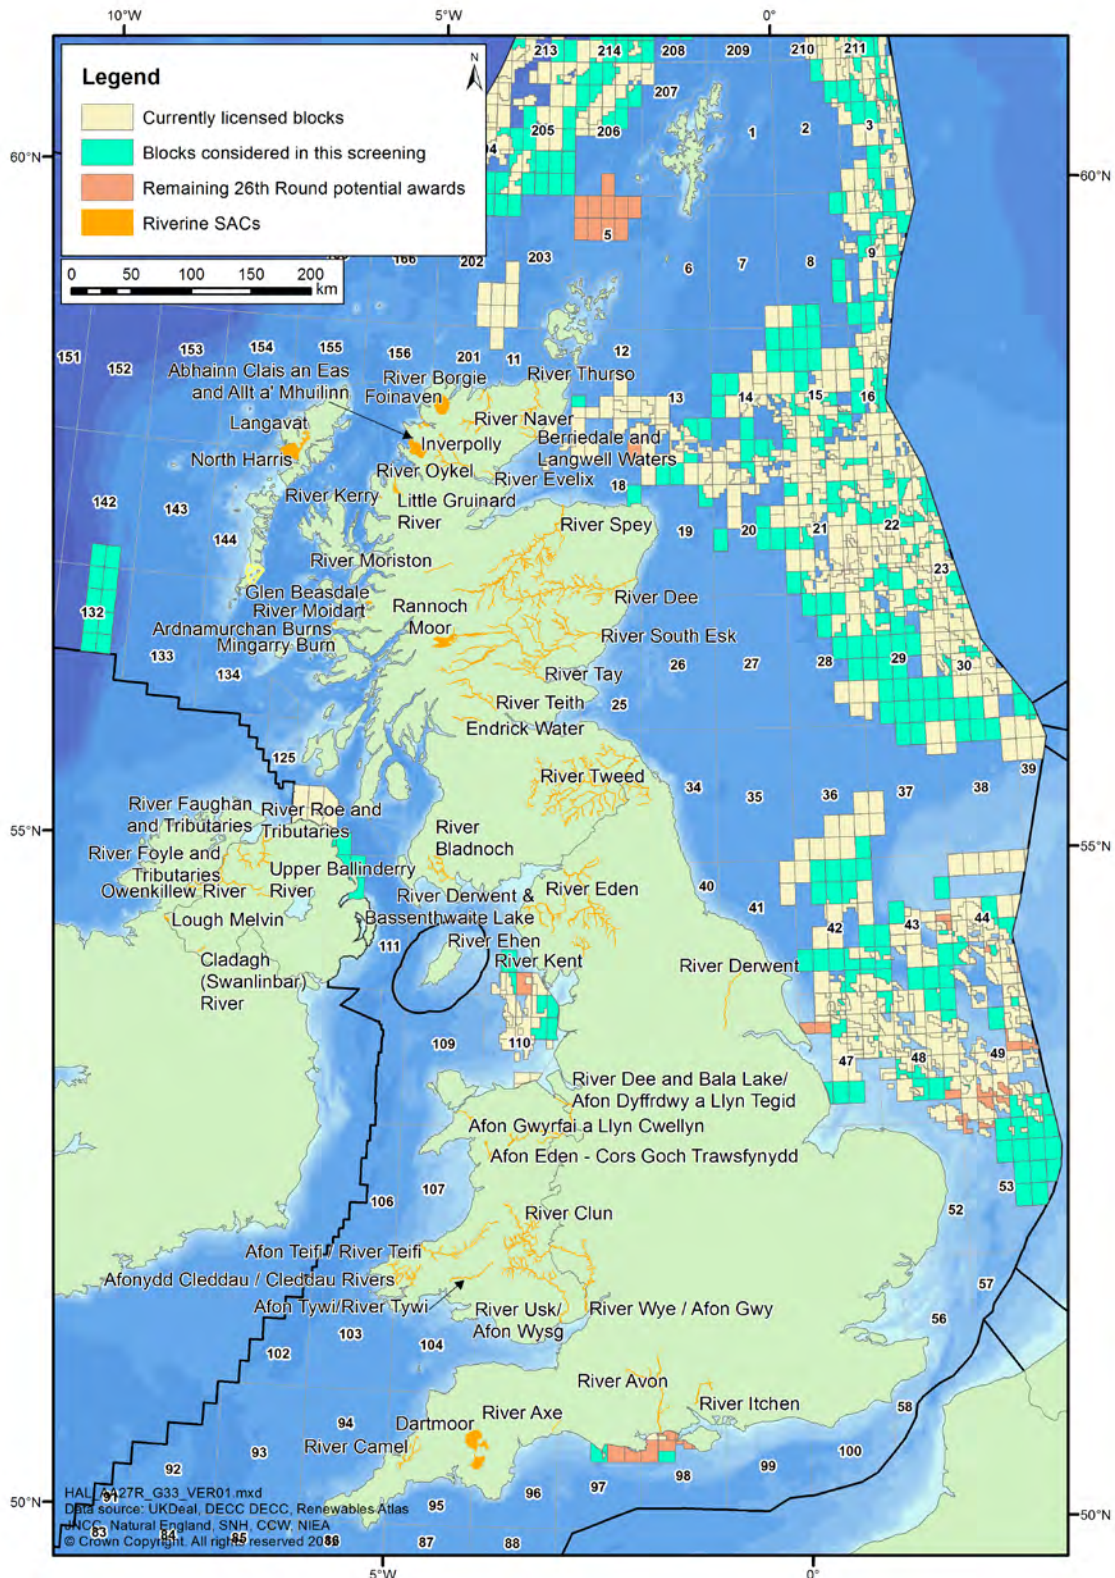 10°W 5°W 0°
Legend
N
Currently licensed blocks
Blocks considered in this screening
Remaining 26th Round potential awards
Riverine SACs
0 50 100 150 200
km
213 214 208 209 210 211
207
205 206 1 2 3
60°N 60°N
5
166 202 203 6 7 8 9
151 152 153 154 155 156 201 11 12
Abhainn Clais an Eas
and Allt a' Mhuilinn
River Borgie
River Thurso
Foinaven
13 14 15 16
Langavat
River Naver
Inverpolly
Berriedale and
Langwell Waters
North Harris
River Oykel
River Evelix
18
142 143 144
River Kerry
Little Gruinard
River
River Spey
19 20 21 22
River Moriston
23
Glen Beasdale
River Moidart
Rannoch
Moor
River Dee
132
Ardnamurchan Burns
Mingarry Burn
River South Esk
133 134
26 27 28 29 30
River Tay
River Teith
25
Endrick Water
125
River Tweed
39
34 35 36 37 38
River Faughan
and Tributaries
River Roe and
Tributaries
55°N 55°N
River
Bladnoch
River Foyle and
Tributaries
Upper Ballinderry
River
Owenkillew River
River Derwent &
Bassenthwaite Lake
River Eden
40 41 42 43 44
Lough Melvin
111
River Ehen
River Kent
Cladagh
(Swanlinbar)
River
River Derwent
109 110
47 48 49
River Dee and Bala Lake/
Afon Dyffrdwy a Llyn Tegid
Afon Gwyrfai a Llyn Cwellyn
Afon Eden - Cors Goch Trawsfynydd
106 107
52 53
River Clun
Afon Teifi / River Teifi
Afonydd Cleddau / Cleddau Rivers
Afon Tywi/River Tywi
River Usk/
Afon Wysg
River Wye / Afon Gwy
57
56
102 103 104
River Avon
River Itchen
58
Dartmoor
River Axe
River Camel
92 93 94
100
99
98
97
96
95
50°N 50°N
91
83 84 85 86 87 88
Data source: UKDeal, DECC DECC, Renewables Atlas
JNCC, Natural England, SNH, CCW, NIEA
© Crown Copyright. All rights reserved
5°W 0°